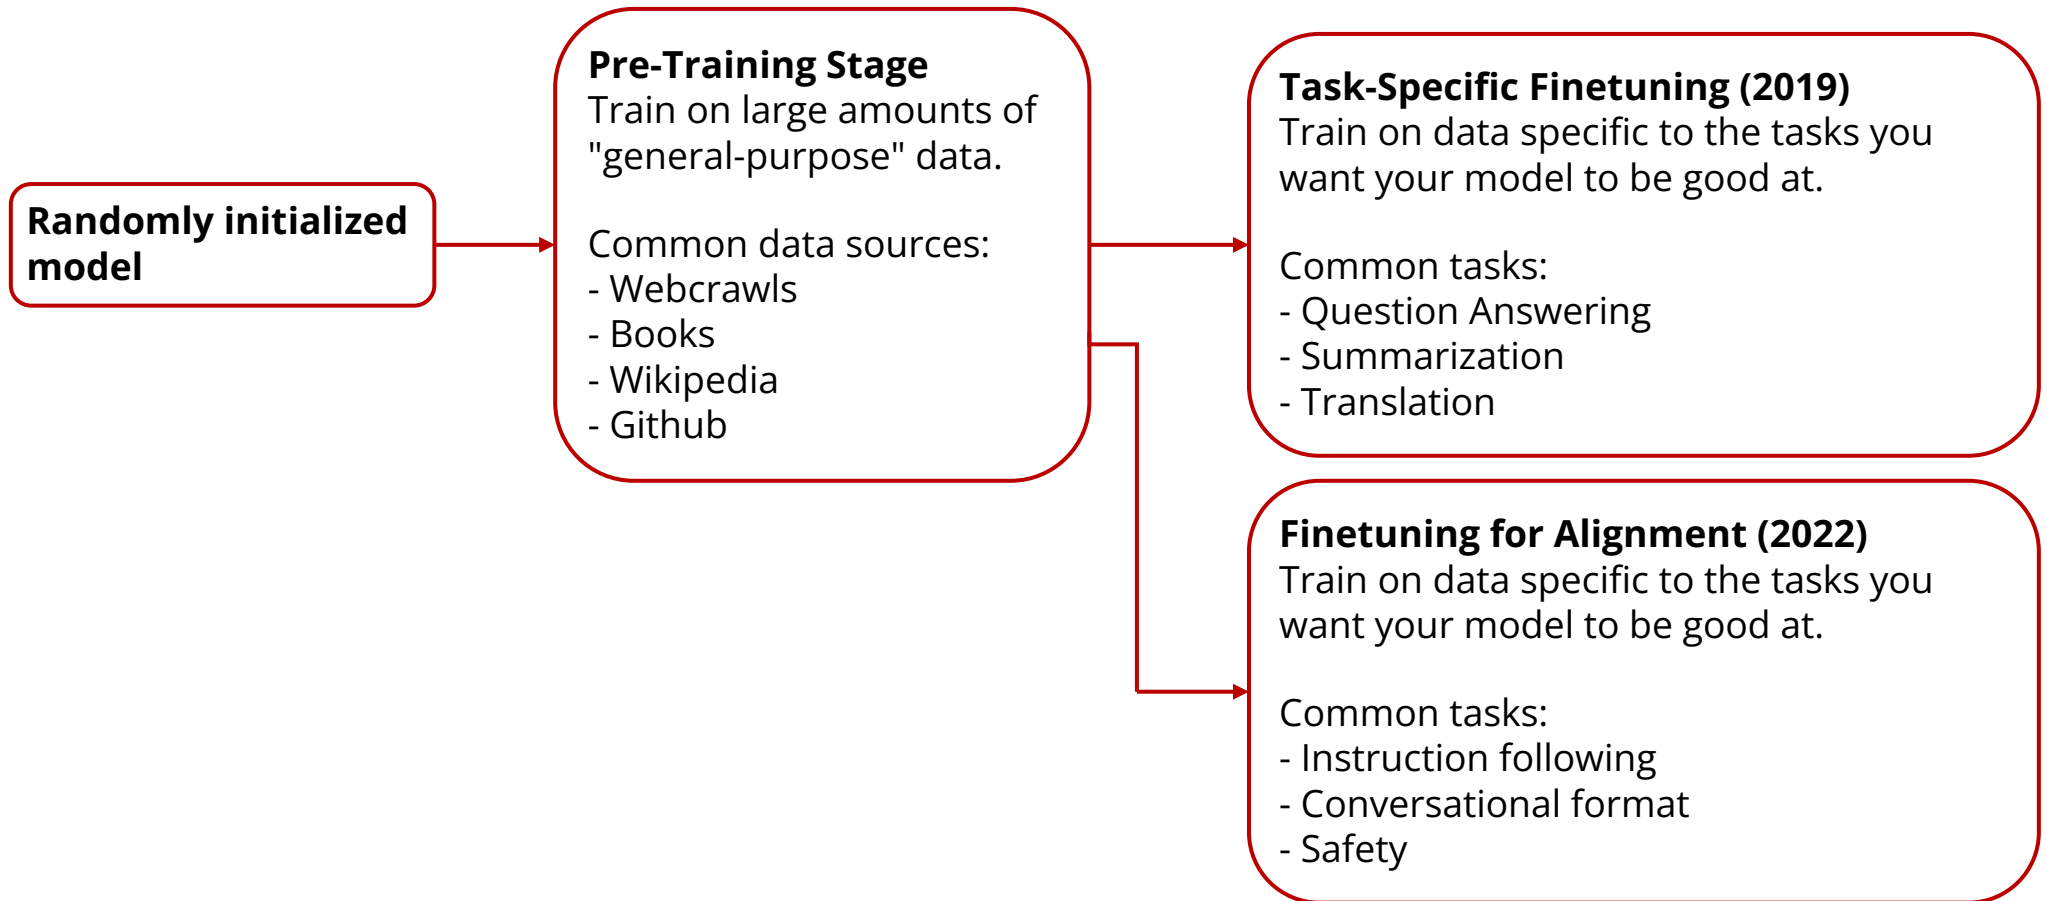 Randomly initialized
model
Pre-Training Stage
Train on large amounts of
"general-purpose" data.
Common data sources:
- Webcrawls
- Books
- Wikipedia
- Github
Task-Specific Finetuning (2019)
Train on data specific to the tasks you
want your model to be good at.
Common tasks:
- Question Answering
- Summarization
- Translation
Finetuning for Alignment (2022)
Train on data specific to the tasks you
want your model to be good at.
Common tasks:
- Instruction following
- Conversational format
- Safety